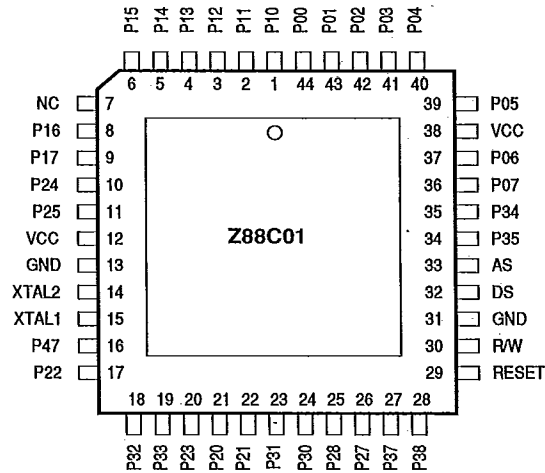 P15 P14 P13 P12 P11 P10 P00 P01 P02 P03 P04
6 5 4 3 2 1 44 43 42 41 40
NC 7 39 P05
P16 8 38 VCC
P17 9 37 P06
P24 10 36 P07
P25 11 35 P34
VCC 12 34 P35
Z88C01
GND 13 33 AS
XTAL2 14 32 DS
XTAL1 15 31 GND
P47 16 30 R/W
P22 17 29 RESET
18 19 20 21 22 23 24 25 26 27 28
P32 P33 P23 P20 P21 P31 P30 P28 P27 P37 P38